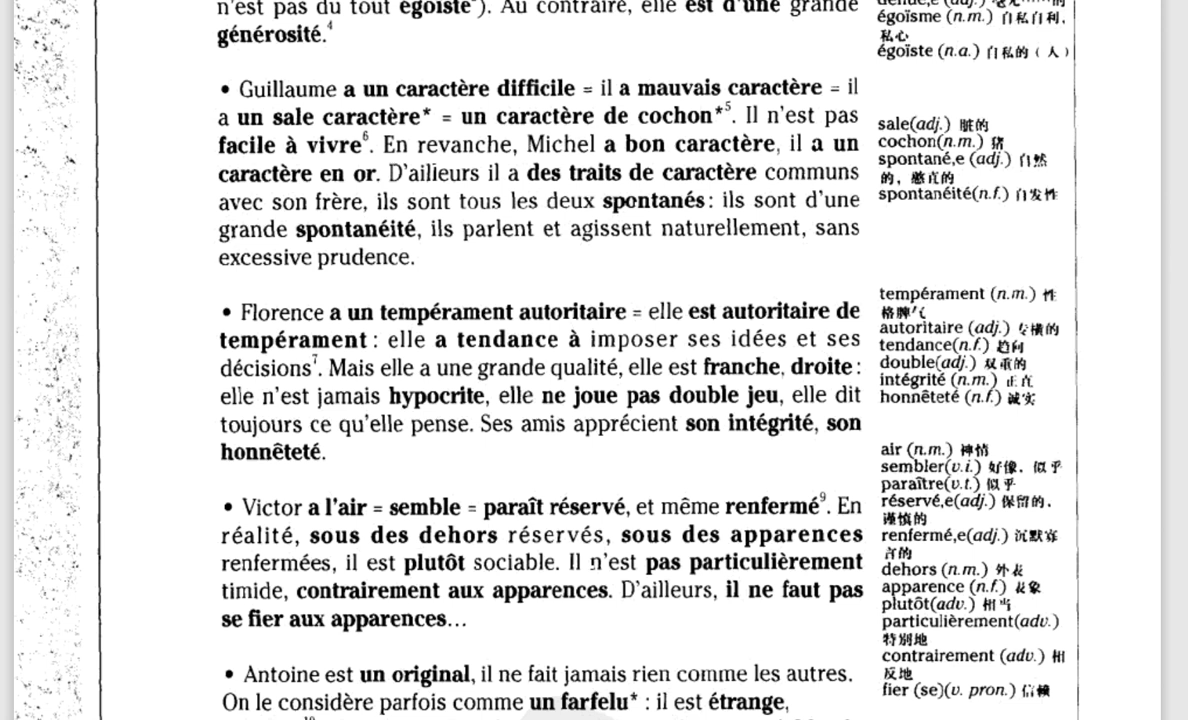 n'est pas du tout égoïste"). Au contraire, elle est d'une grande
générosité.4
• Guillaume a un caractère difficile = il a mauvais caractère = il
a un sale caractère* = un caractère de cochon*5. Il n'est pas
facile à vivre6. En revanche, Michel a bon caractère, il a un
caractère en or. D'ailleurs il a des traits de caractère communs
avec son frère, ils sont tous les deux spontanés : ils sont d'une
grande spontanéité, ils parlent et agissent naturellement, sans
excessive prudence.
• Florence a un tempérament autoritaire = elle est autoritaire de
tempérament : elle a tendance à imposer ses idées et ses
décisions7. Mais elle a une grande qualité, elle est franche, droite :
elle n'est jamais hypocrite, elle ne joue pas double jeu, elle dit
toujours ce qu'elle pense. Ses amis apprécient son intégrité, son
honnêteté.
• Victor a l'air = semble = paraît réservé, et même renfermé9. En
réalité, sous des dehors réservés, sous des apparences
renfermées, il est plutôt sociable. Il n'est pas particulièrement
timide, contrairement aux apparences. D'ailleurs, il ne faut pas
se fier aux apparences...
• Antoine est un original, il ne fait jamais rien comme les autres.
On le considère parfois comme un farfelu* : il est étrange,
égoïsme (n.m.) 自私自利,
私心
égoïste (n.a.) 自私的（人）
sale(adj.) 脏的
cochon(n.m.) 猪
spontané,e (adj.) 自然
的, 憨直的
spontanéité(n.f.) 自发性
tempérament (n.m.) 性
格脾气
autoritaire (adj.) 专横的
tendance(n.f.) 趋向
double(adj.) 双重的
intégrité (n.m.) 正直
honnêteté (n.f.) 诚实
air (n.m.) 神情
sembler(v.i.) 好像, 似乎
paraître(v.t.) 似乎
réservé,e(adj.) 保留的,
谨慎的
renfermé,e(adj.) 沉默寡
言的
dehors (n.m.) 外表
apparence (n.f.) 表象
plutôt(adv.) 相当
particulièrement(adv.)
特别地
contrairement (adv.) 相
反地
fier (se)(v. pron.) 信赖